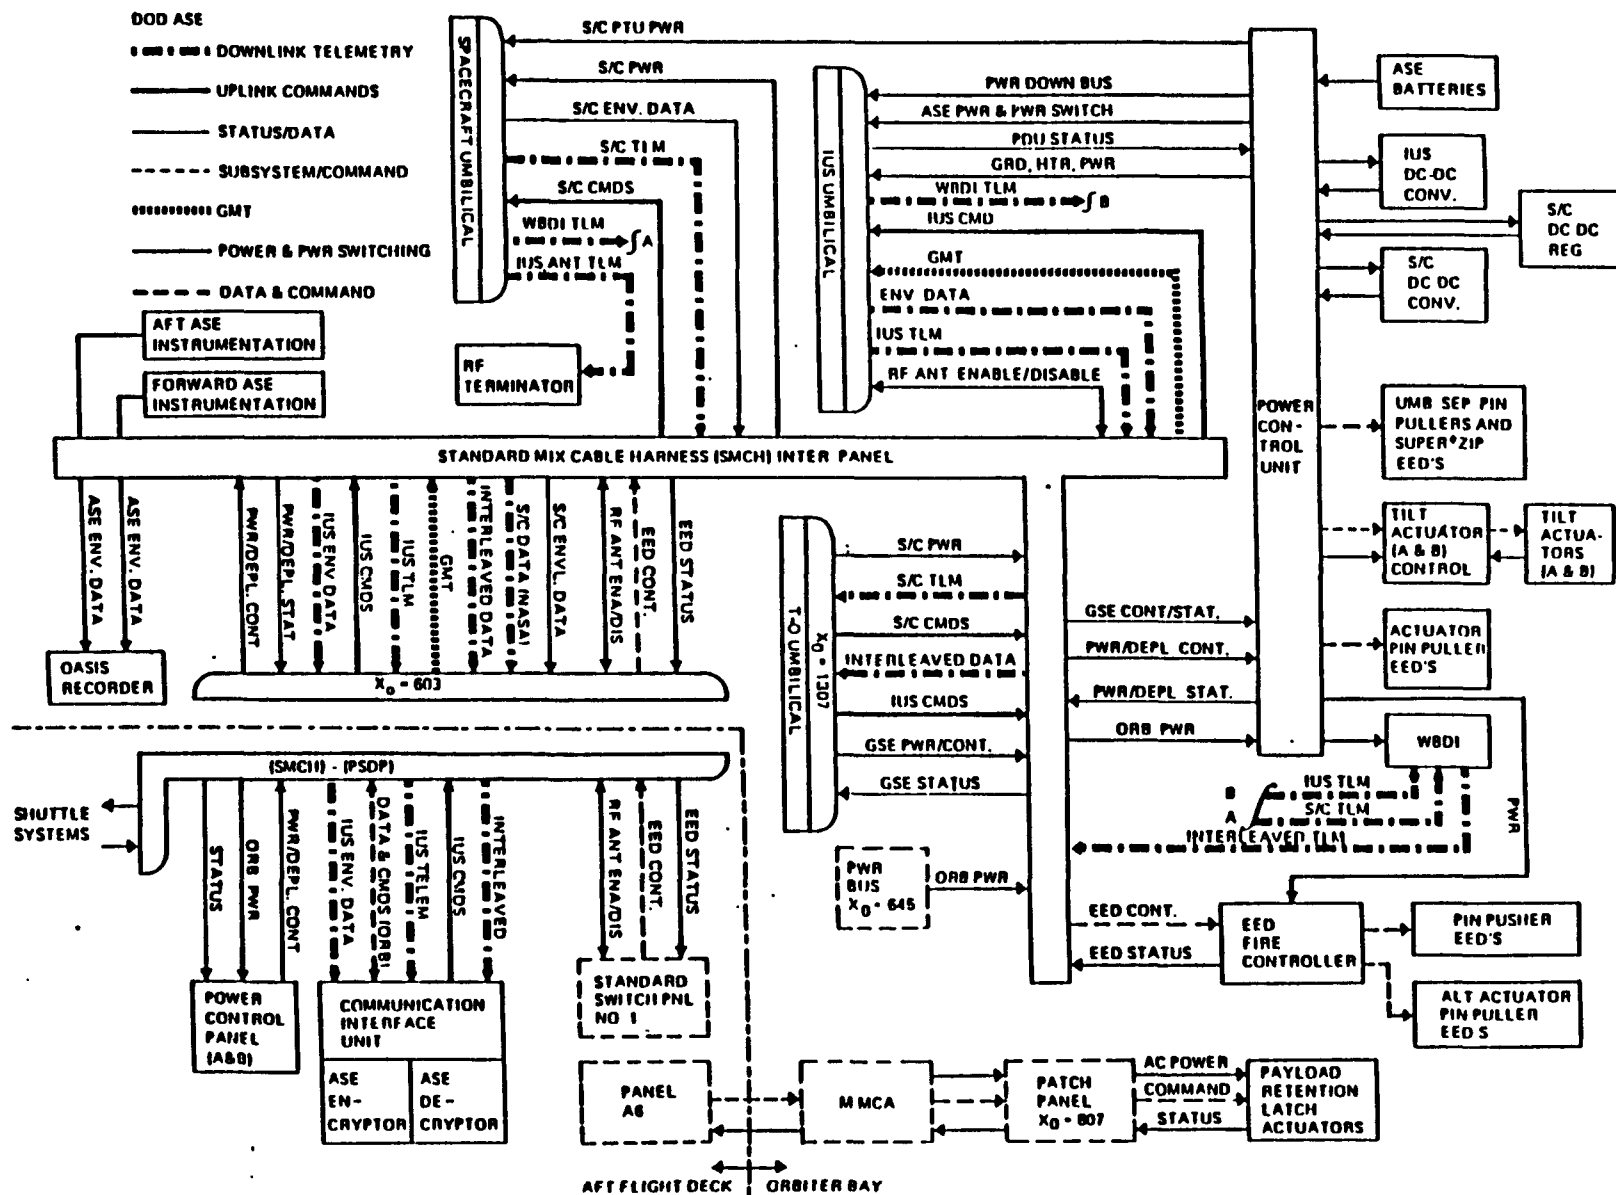 DOD ASE
DOWNLINK TELEMETRY
UPLINK COMMANDS
STATUS/DATA
SUBSYSTEM/COMMAND
GMT
POWER & PWR SWITCHING
DATA & COMMAND
SPACECRAFT UMBILICAL
S/C PTU PWR
S/C PWR
S/C ENV. DATA
S/C TLM
S/C CMDS
WBDI TLM
A
IUS ANT TLM
RF
TERMINATOR
AFT ASE
INSTRUMENTATION
FORWARD ASE
INSTRUMENTATION
IUS UMBILICAL
PWR DOWN BUS
ASE PWR & PWR SWITCH
PDU STATUS
GRD, HTR, PWR
WBDI TLM
B
IUS CMD
GMT
ENV DATA
IUS TLM
RF ANT ENABLE/DISABLE
POWER
CON-
TROL
UNIT
ASE
BATTERIES
IUS
DC-DC
CONV.
S/C
DC DC
REG
S/C
DC DC
CONV.
UMB SEP PIN
PULLERS AND
SUPER*ZIP
EED'S
TILT
ACTUATOR
(A & B)
CONTROL
TILT
ACTUA-
TORS
(A & B)
ACTUATOR
PIN PULLER
EED'S
WBDI
STANDARD MIX CABLE HARNESS (SMCH) INTER PANEL
ASE ENV. DATA
ASE ENV. DATA
PWR/DEPL. CONT
PWR/DEPL. STAT
IUS ENV DATA
IUS CMDS
IUS TLM
GMT
INTERLEAVED DATA
S/C DATA (NASA)
S/C ENVL. DATA
RF ANT ENA/DIS
EED CONT.
EED STATUS
OASIS
RECORDER
X0 = 603
T-O UMBILICAL
X0 = 1307
S/C PWR
S/C TLM
S/C CMDS
INTERLEAVED DATA
IUS CMDS
GSE PWR/CONT.
GSE STATUS
GSE CONT/STAT.
PWR/DEPL CONT.
PWR/DEPL STAT.
ORB PWR
B
A
IUS TLM
S/C TLM
INTERLEAVED TLM
PWR
(SMCH) - (PSDP)
SHUTTLE
SYSTEMS
STATUS
ORB PWR
PWR/DEPL. CONT
IUS ENV. DATA
DATA & CMDS (ORB)
IUS TELEM
IUS CMDS
INTERLEAVED
RF ANT ENA/DIS
EED CONT.
EED STATUS
PWR
BUS
X0 = 645
ORB PWR
EED CONT.
EED STATUS
EED
FIRE
CONTROLLER
PIN PUSHER
EED'S
ALT ACTUATOR
PIN PULLER
EED S
POWER
CONTROL
PANEL
(A&B)
COMMUNICATION
INTERFACE
UNIT
ASE
EN-
CRYPTOR
ASE
DE-
CRYPTOR
STANDARD
SWITCH PNL
NO 1
PANEL
A6
MMCA
PATCH
PANEL
X0 = 807
AC POWER
COMMAND
STATUS
PAYLOAD
RETENTION
LATCH
ACTUATORS
AFT FLIGHT DECK
ORBITER BAY